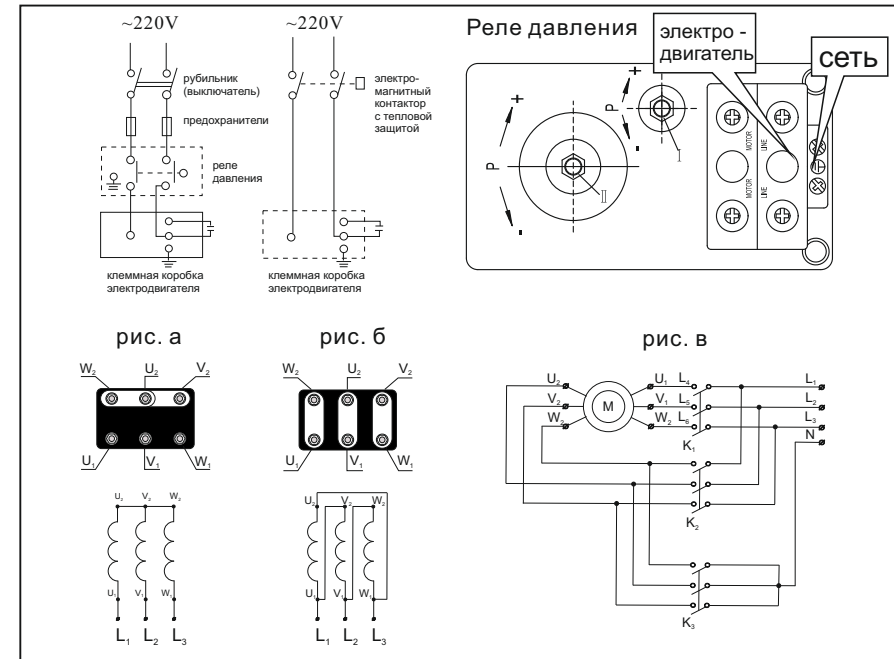 ~220V
рубильник
(выключатель)
предохранители
реле
давления
клеммная коробка
электродвигателя
~220V
электро-
магнитный
контактор
с тепловой
защитой
клеммная коробка
электродвигателя
Реле давления
электро -
двигатель
сеть
+
P
-
II
+
P
-
I
MOTOR
LINE
MOTOR
LINE
рис. а
W₂ U₂ V₂
U₁ V₁ W₁
U₂ V₂ W₂
U₁ V₁ W₁
L₁ L₂ L₃
рис. б
W₂ U₂ V₂
U₁ V₁ W₁
U₂ V₂ W₂
U₁ V₁ W₁
L₁ L₂ L₃
рис. в
U₂ U₁ L₄ L₁
V₂ M V₁ L₅ L₂
W₂ W₂ L₆ L₃
K₁ N
K₂
K₃